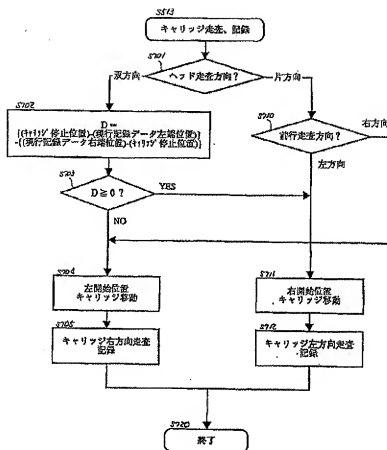 S513
キャリッジ走査、記録
S701
ヘッド走査方向?
双方向
片方向
S702
D=
{(キャリッジ停止位置)-(現行記録データ左端位置)}
-{(現行記録データ右端位置)-(キャリッジ停止位置)}
S710
前行走査方向?
右方向
左方向
S703
D≧0?
YES
NO
S704
左開始位置
キャリッジ移動
S711
右開始位置
キャリッジ移動
S705
キャリッジ右方向走査
記録
S712
キャリッジ左方向走査
記録
S720
終了